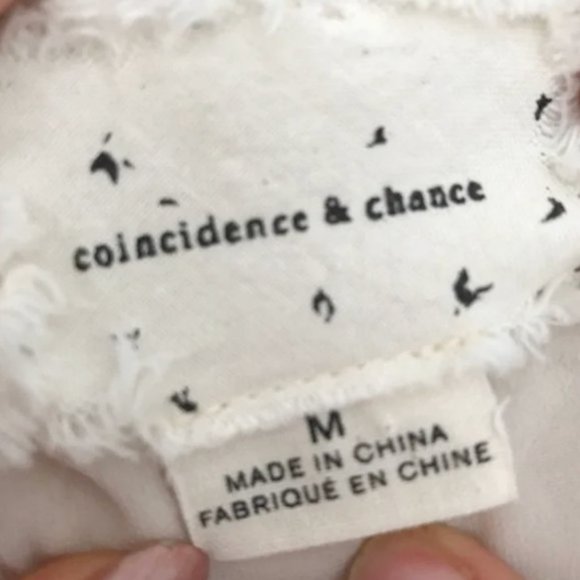 coincidence & chance
M
MADE IN CHINA
FABRIQUÉ EN CHINE